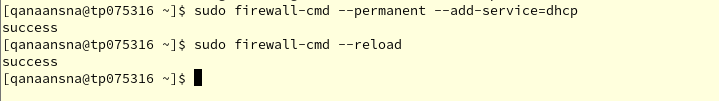 [qanaansna@tp075316 ~]$ sudo firewall-cmd --permanent --add-service=dhcp
success
[qanaansna@tp075316 ~]$ sudo firewall-cmd --reload
success
[qanaansna@tp075316 ~]$